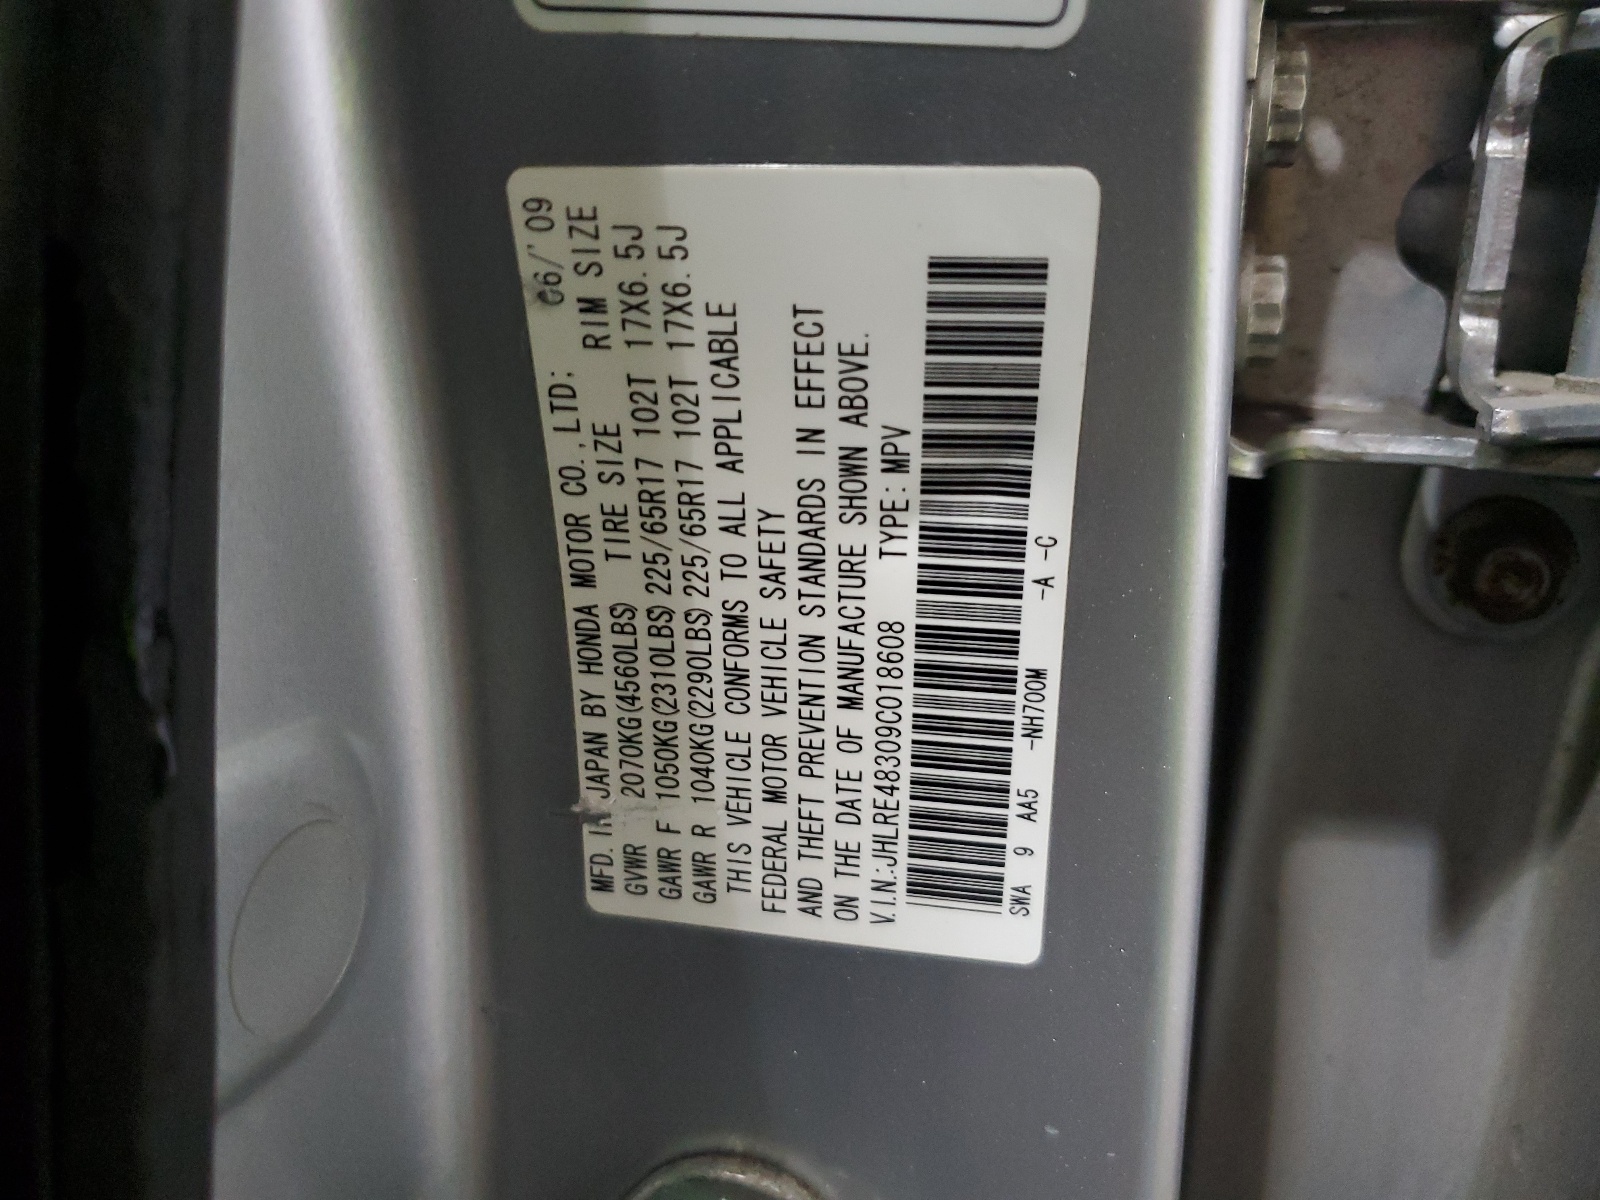 MFD. IN JAPAN BY HONDA MOTOR CO.,LTD; 06/'09
GVWR 2070KG(4560LBS) TIRE SIZE RIM SIZE
GAWR F 1050KG(2310LBS) 225/65R17 102T 17X6.5J
GAWR R 1040KG(2290LBS) 225/65R17 102T 17X6.5J
THIS VEHICLE CONFORMS TO ALL APPLICABLE
FEDERAL MOTOR VEHICLE SAFETY
AND THEFT PREVENTION STANDARDS IN EFFECT
ON THE DATE OF MANUFACTURE SHOWN ABOVE.
V.I.N.:JHLRE48309C018608 TYPE:MPV
SWA 9 AA5 -NH700M -A -C